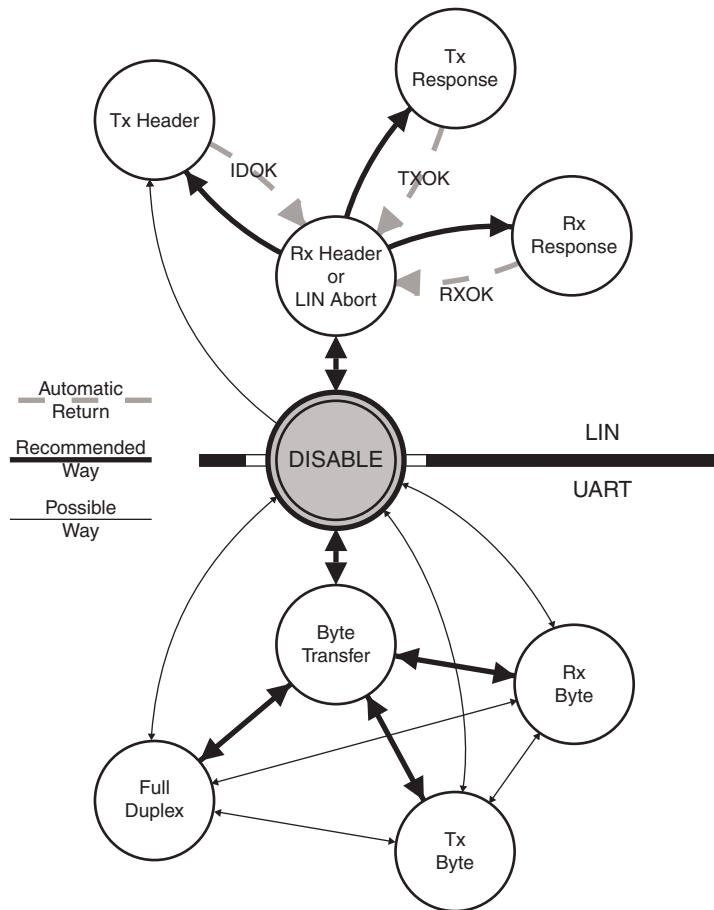 Tx
Response
Tx Header
IDOK
TXOK
Rx
Response
Rx Header
or
LIN Abort
RXOK
Automatic
Return
Recommended
Way
Possible
Way
LIN
DISABLE
UART
Byte
Transfer
Rx
Byte
Full
Duplex
Tx
Byte